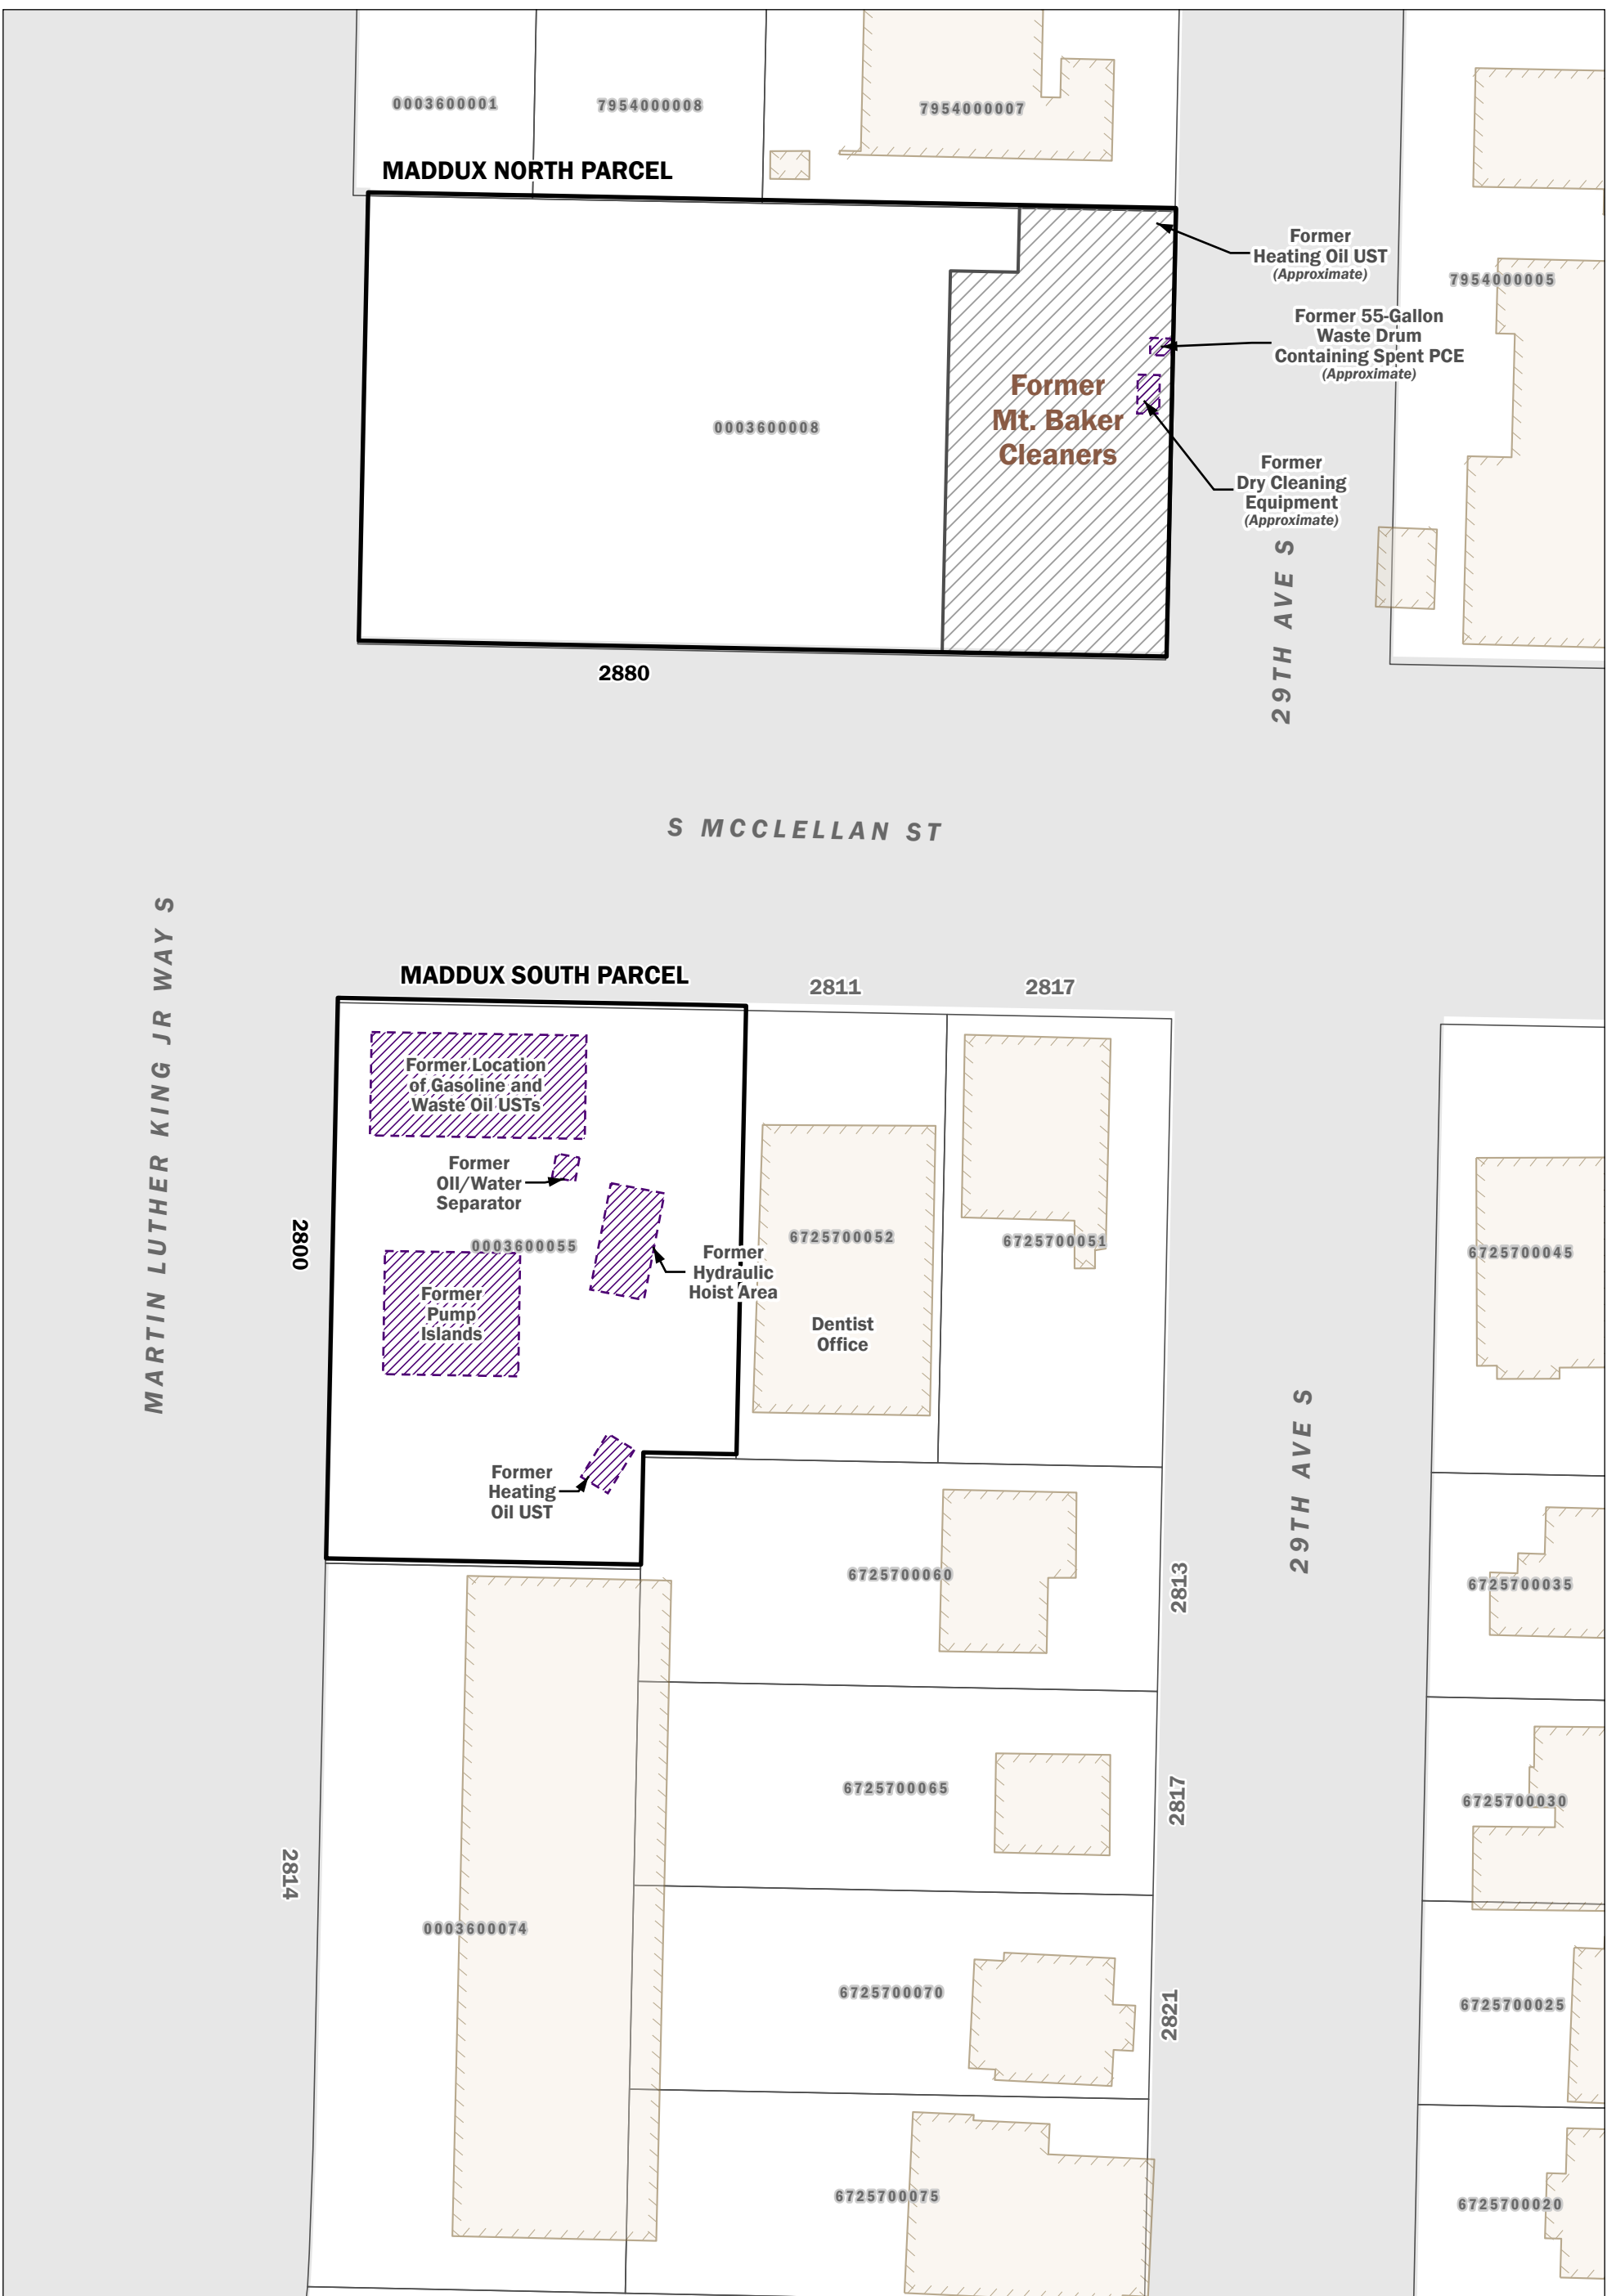 0003600001
7954000008
7954000007
MADDUX NORTH PARCEL
Former
Heating Oil UST
(Approximate)
7954000005
Former 55-Gallon
Waste Drum
Containing Spent PCE
(Approximate)
Former
Mt. Baker
Cleaners
0003600008
Former
Dry Cleaning
Equipment
(Approximate)
29TH AVE S
2880
S MCCLELLAN ST
MARTIN LUTHER KING JR WAY S
MADDUX SOUTH PARCEL
2811
2817
Former Location
of Gasoline and
Waste Oil USTs
Former
Oil/Water
Separator
2800
0003600055
Former
Hydraulic
Hoist Area
6725700052
6725700051
6725700045
Former
Pump
Islands
Dentist
Office
29TH AVE S
Former
Heating
Oil UST
6725700060
2813
6725700035
6725700065
2817
6725700030
2814
0003600074
6725700070
2821
6725700025
6725700075
6725700020